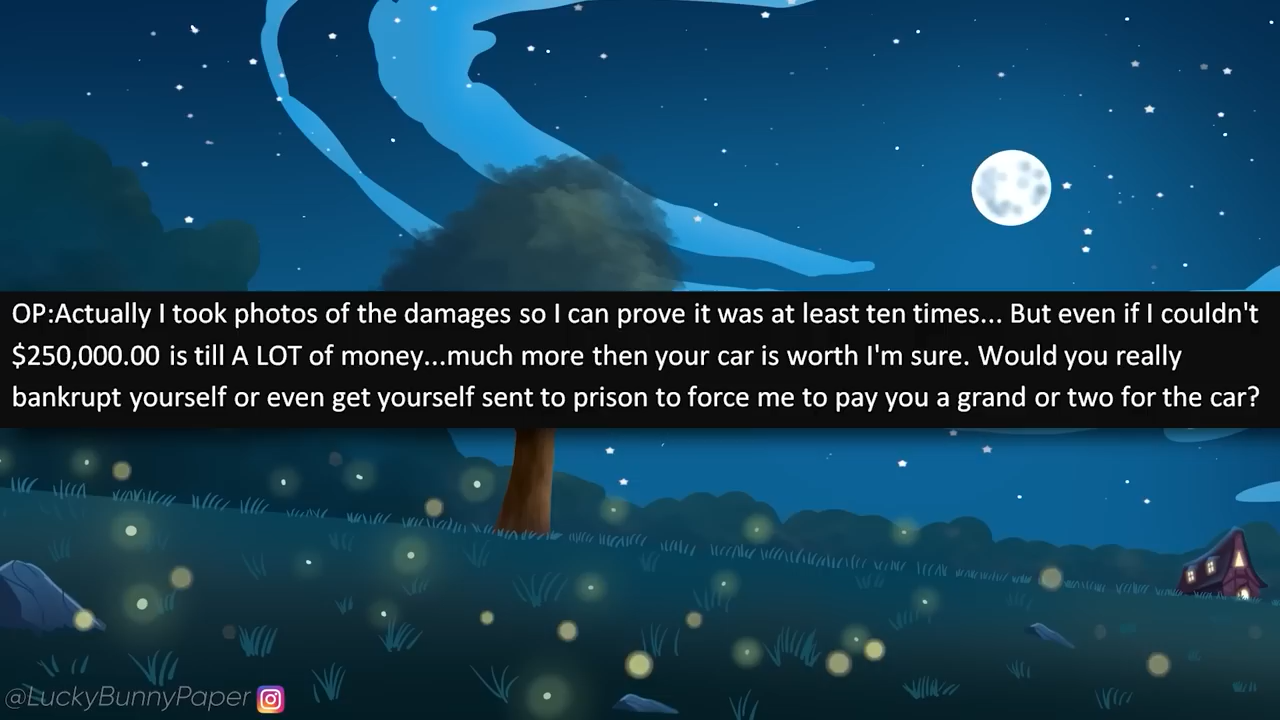 OP:Actually I took photos of the damages so I can prove it was at least ten times... But even if I couldn't
$250,000.00 is till A LOT of money...much more then your car is worth I'm sure. Would you really
bankrupt yourself or even get yourself sent to prison to force me to pay you a grand or two for the car?
@LuckyBunnyPaper